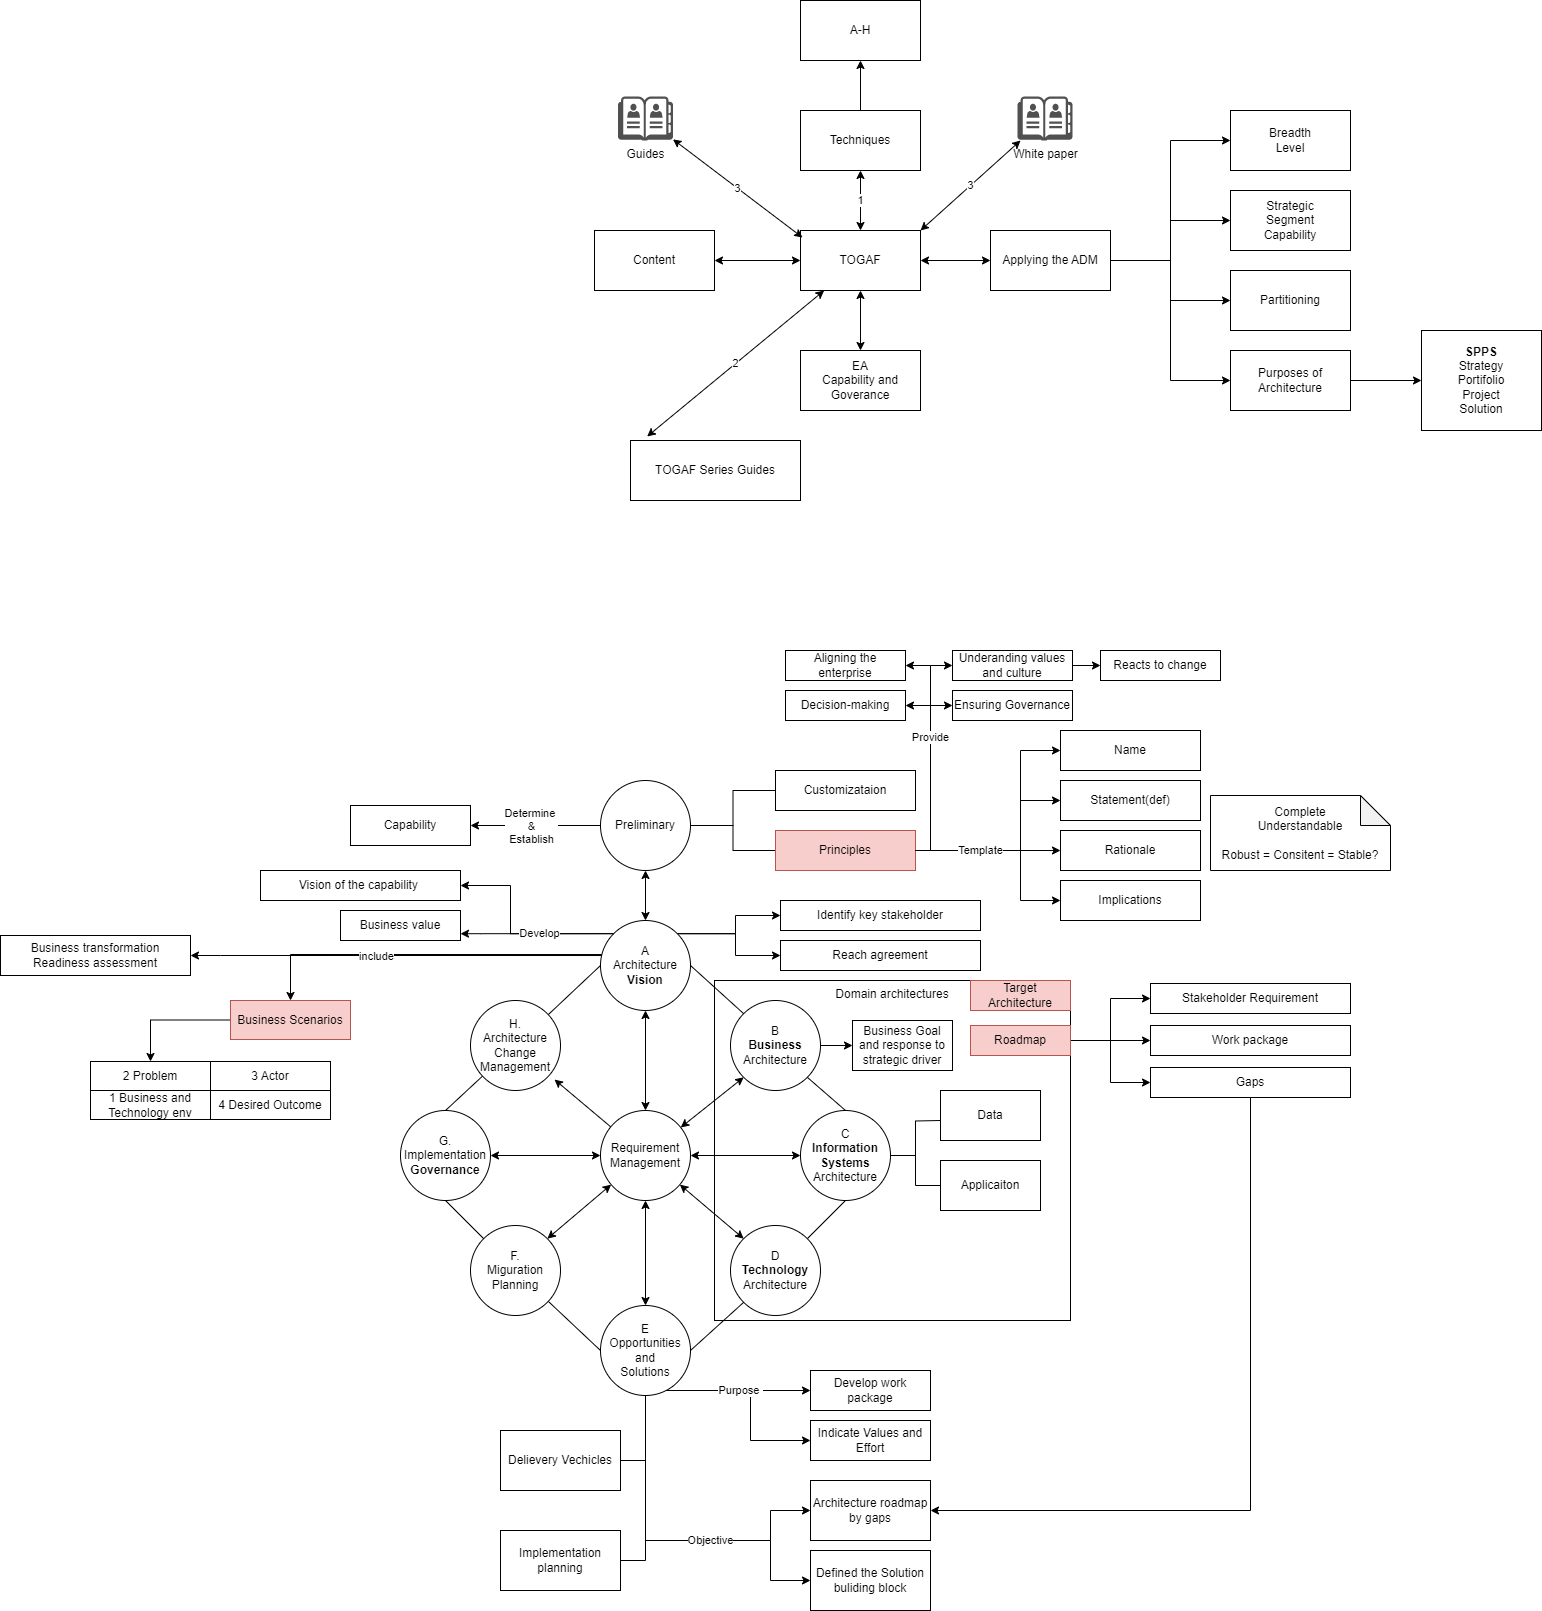 A-H
Guides
Techniques
White paper
Breadth
Level
3
1
3
Strategic
Segment
Capability
Content
TOGAF
Applying the ADM
Partitioning
2
EA
Capability and
Goverance
Purposes of
Architecture
SPPS
Strategy
Portifolio
Project
Solution
TOGAF Series Guides
Aligning the
enterprise
Underanding values
and culture
Reacts to change
Decision-making
Ensuring Governance
Provide
Name
Customizataion
Statement(def)
Complete
Understandable
Robust = Consitent = Stable?
Capability
Determine
&
Establish
Preliminary
Principles
Template
Rationale
Implications
Vision of the capability
Business value
Develop
Identify key stakeholder
Business transformation
Readiness assessment
include
A
Architecture
Vision
Reach agreement
Domain architectures
Target
Architecture
Stakeholder Requirement
Business Scenarios
H.
Architecture
Change
Management
B
Business
Architecture
Business Goal
and response to
strategic driver
Roadmap
Work package
2 Problem
3 Actor
Gaps
1 Business and
Technology env
4 Desired Outcome
Data
G.
Implementation
Governance
Requirement
Management
C
Information
Systems
Architecture
Applicaiton
F.
Miguration
Planning
D
Technology
Architecture
E
Opportunities
and
Solutions
Purpose
Develop work
package
Indicate Values and
Effort
Delievery Vechicles
Architecture roadmap
by gaps
Objective
Implementation
planning
Defined the Solution
buliding block